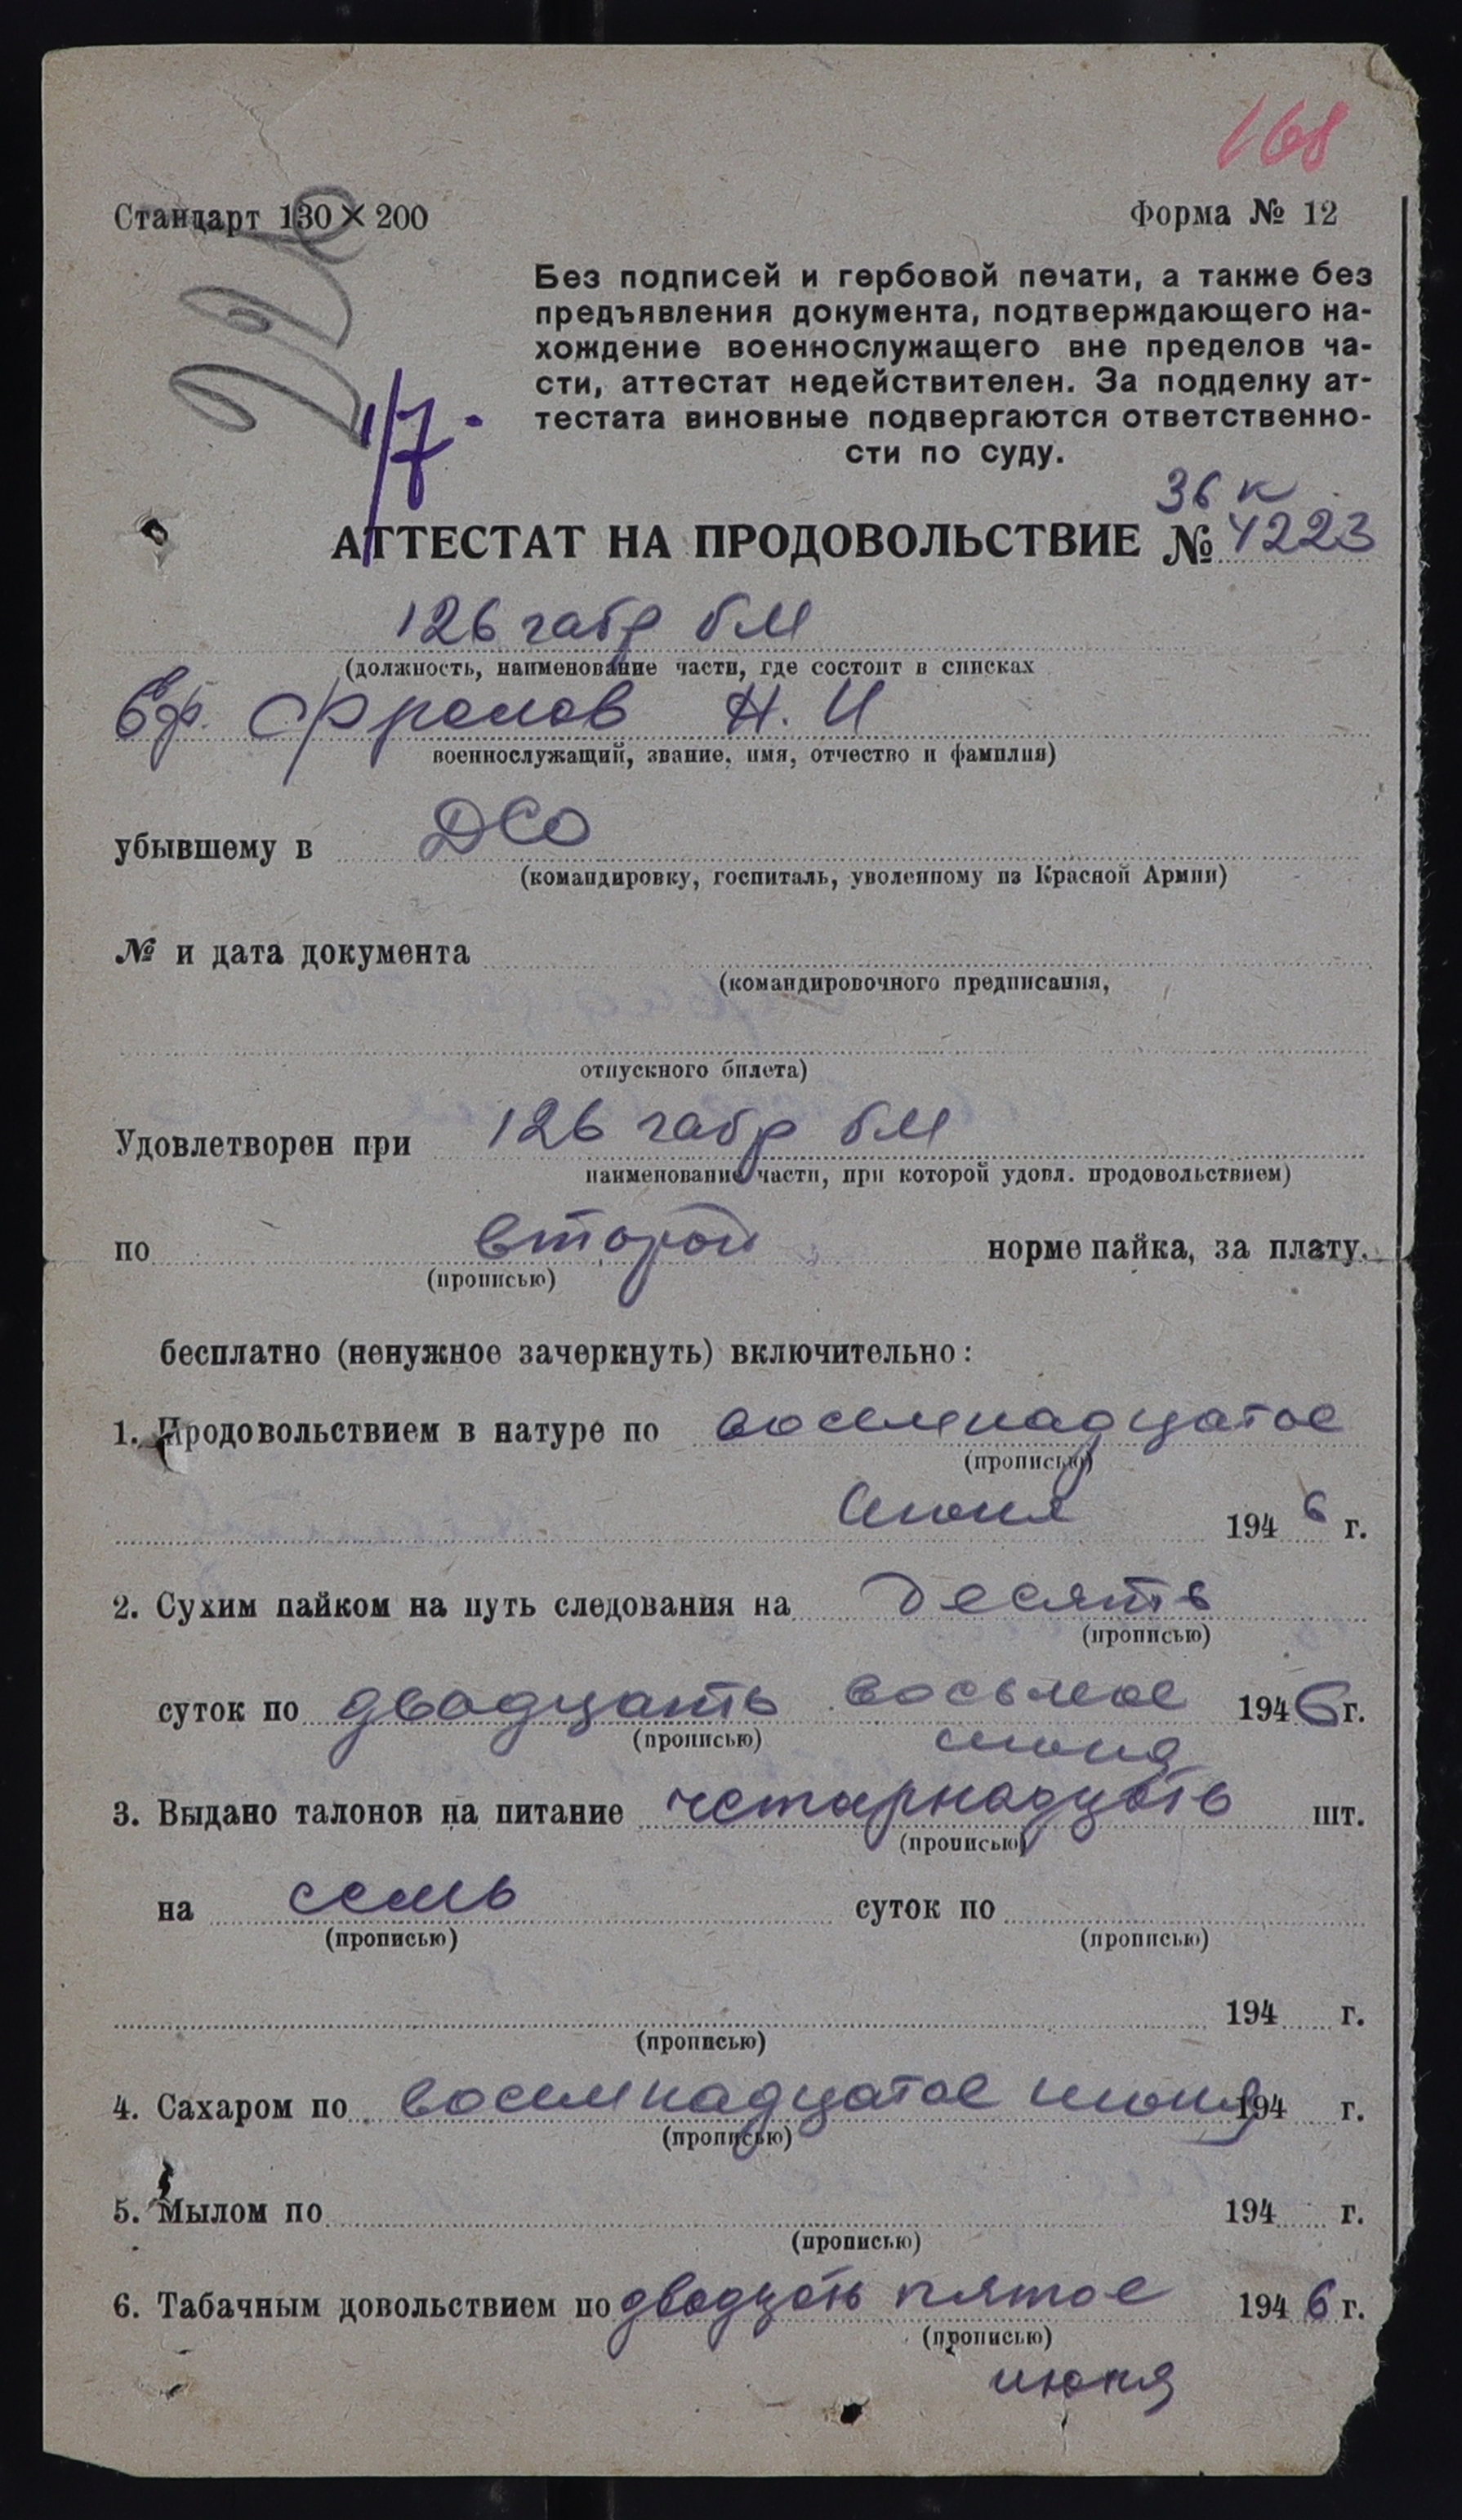 168
Стандарт 130×200
Форма № 12
Без подписей и гербовой печати, а также без
предъявления документа, подтверждающего на-
хождение военнослужащего вне пределов ча-
сти, аттестат недействителен. За подделку ат-
тестата виновные подвергаются ответственно-
сти по суду.
1/7.
36 к
АТТЕСТАТ НА ПРОДОВОЛЬСТВИЕ № 4223
126 габр БМ
(должность, наименование части, где состоит в списках
Еф. Фролов Н. И
военнослужащий, звание, имя, отчество и фамилия)
убывшему в ДСО
(командировку, госпиталь, уволенному из Красной Армии)
№ и дата документа
(командировочного предписания,
отпускного билета)
Удовлетворен при 126 габр БМ
наименование части, при которой удовл. продовольствием)
по второй норме пайка, за плату.
(прописью)
бесплатно (ненужное зачеркнуть) включительно:
1. Продовольствием в натуре по восемнадцатое
(прописью)
Июня 1946 г.
2. Сухим пайком на путь следования на десять
(прописью)
суток по двадцать восьмое 1946 г.
(прописью) июня
3. Выдано талонов на питание четырнадцать шт.
(прописью)
на семь суток по
(прописью) (прописью)
194 г.
(прописью)
4. Сахаром по восемнадцатое июня 194 г.
(прописью)
5. Мылом по 194 г.
(прописью)
6. Табачным довольствием по двадцать пятое 1946 г.
(прописью)
июня